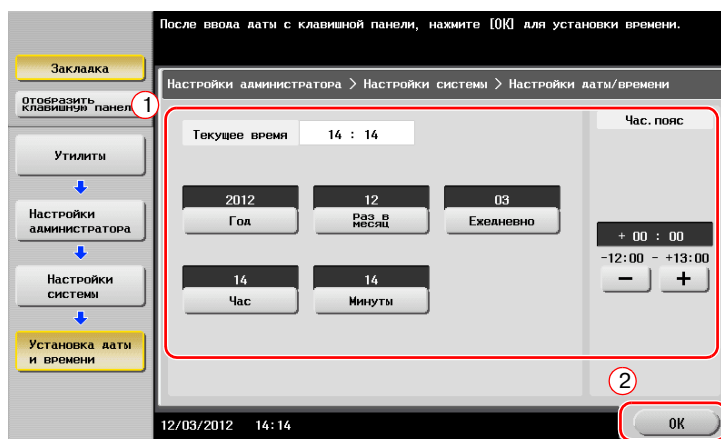 После ввода даты с клавишной панели, нажмите [OK] для установки времени.
Закладка
Отобразить
клавишную панель
1
Настройки администратора > Настройки системы > Настройки даты/времени
Текущее время
14 : 14
Час. пояс
Утилиты
2012
12
03
Год
Раз в
месяц
Ежедневно
Настройки
администратора
+ 00 : 00
-12:00 - +13:00
− +
14
14
Час
Минуты
Настройки
системы
Установка даты
и времени
2
12/03/2012 14:14
OK